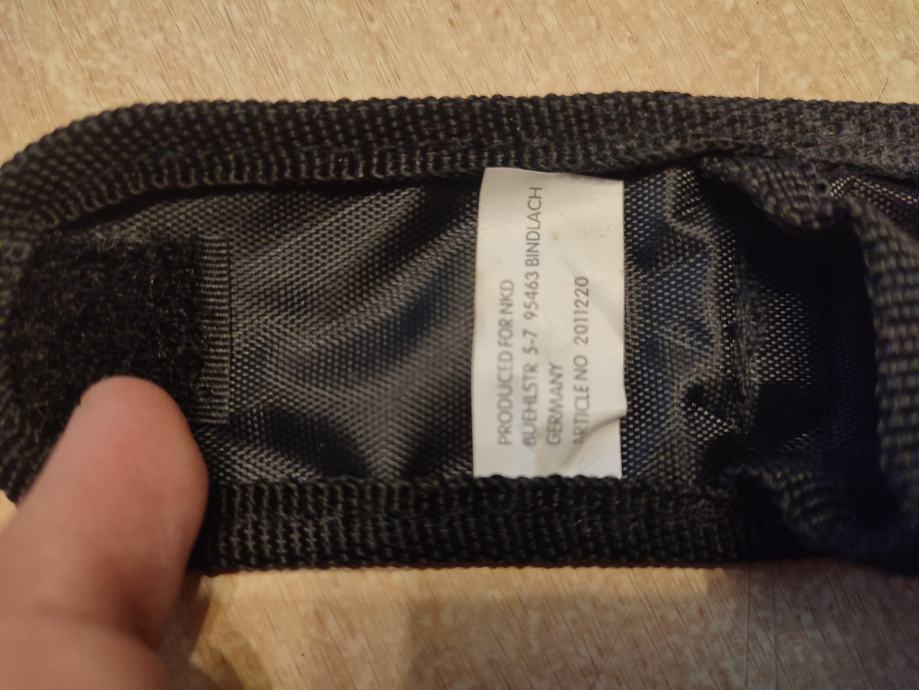 PRODUCED FOR NKD
BUEHLSTR 5-7 95463 BINDLACH
GERMANY
ARTICLE NO 2011220